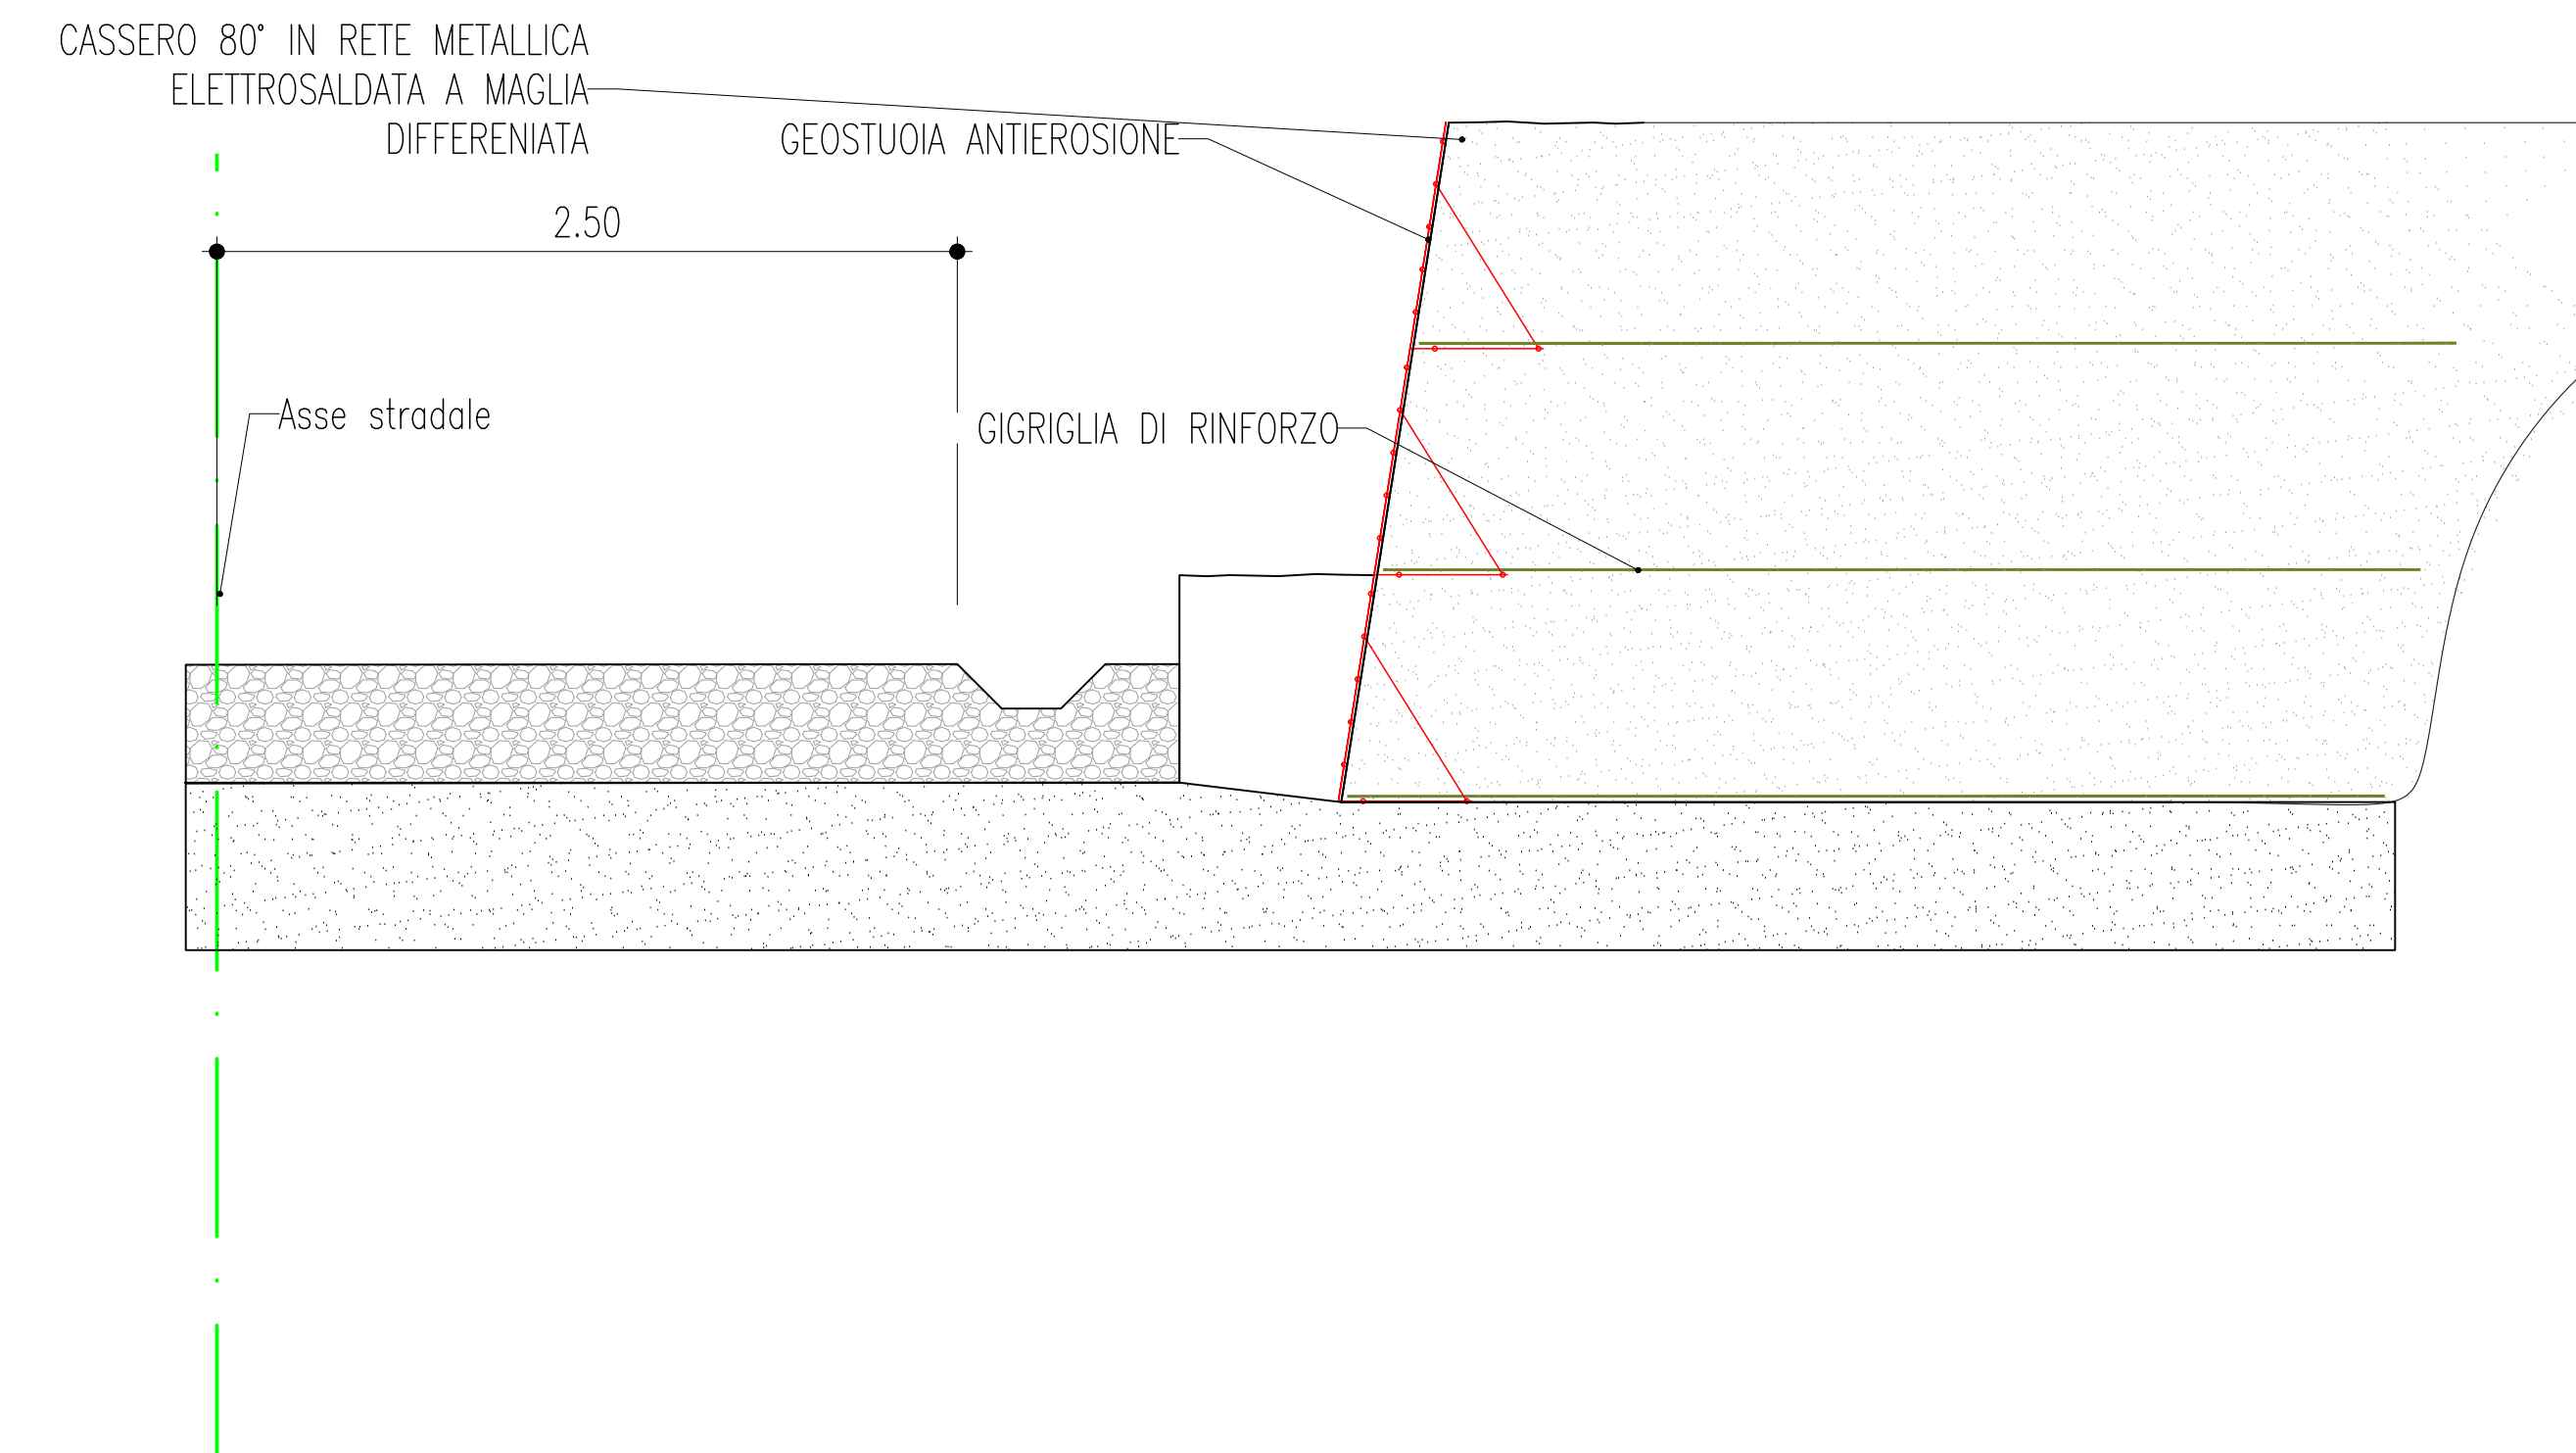 CASSERO 80° IN RETE METALLICA
ELETTROSALDATA A MAGLIA
DIFFERENIATA
GEOSTUOIA ANTIEROSIONE
2.50
Asse stradale
GIGRIGLIA DI RINFORZO